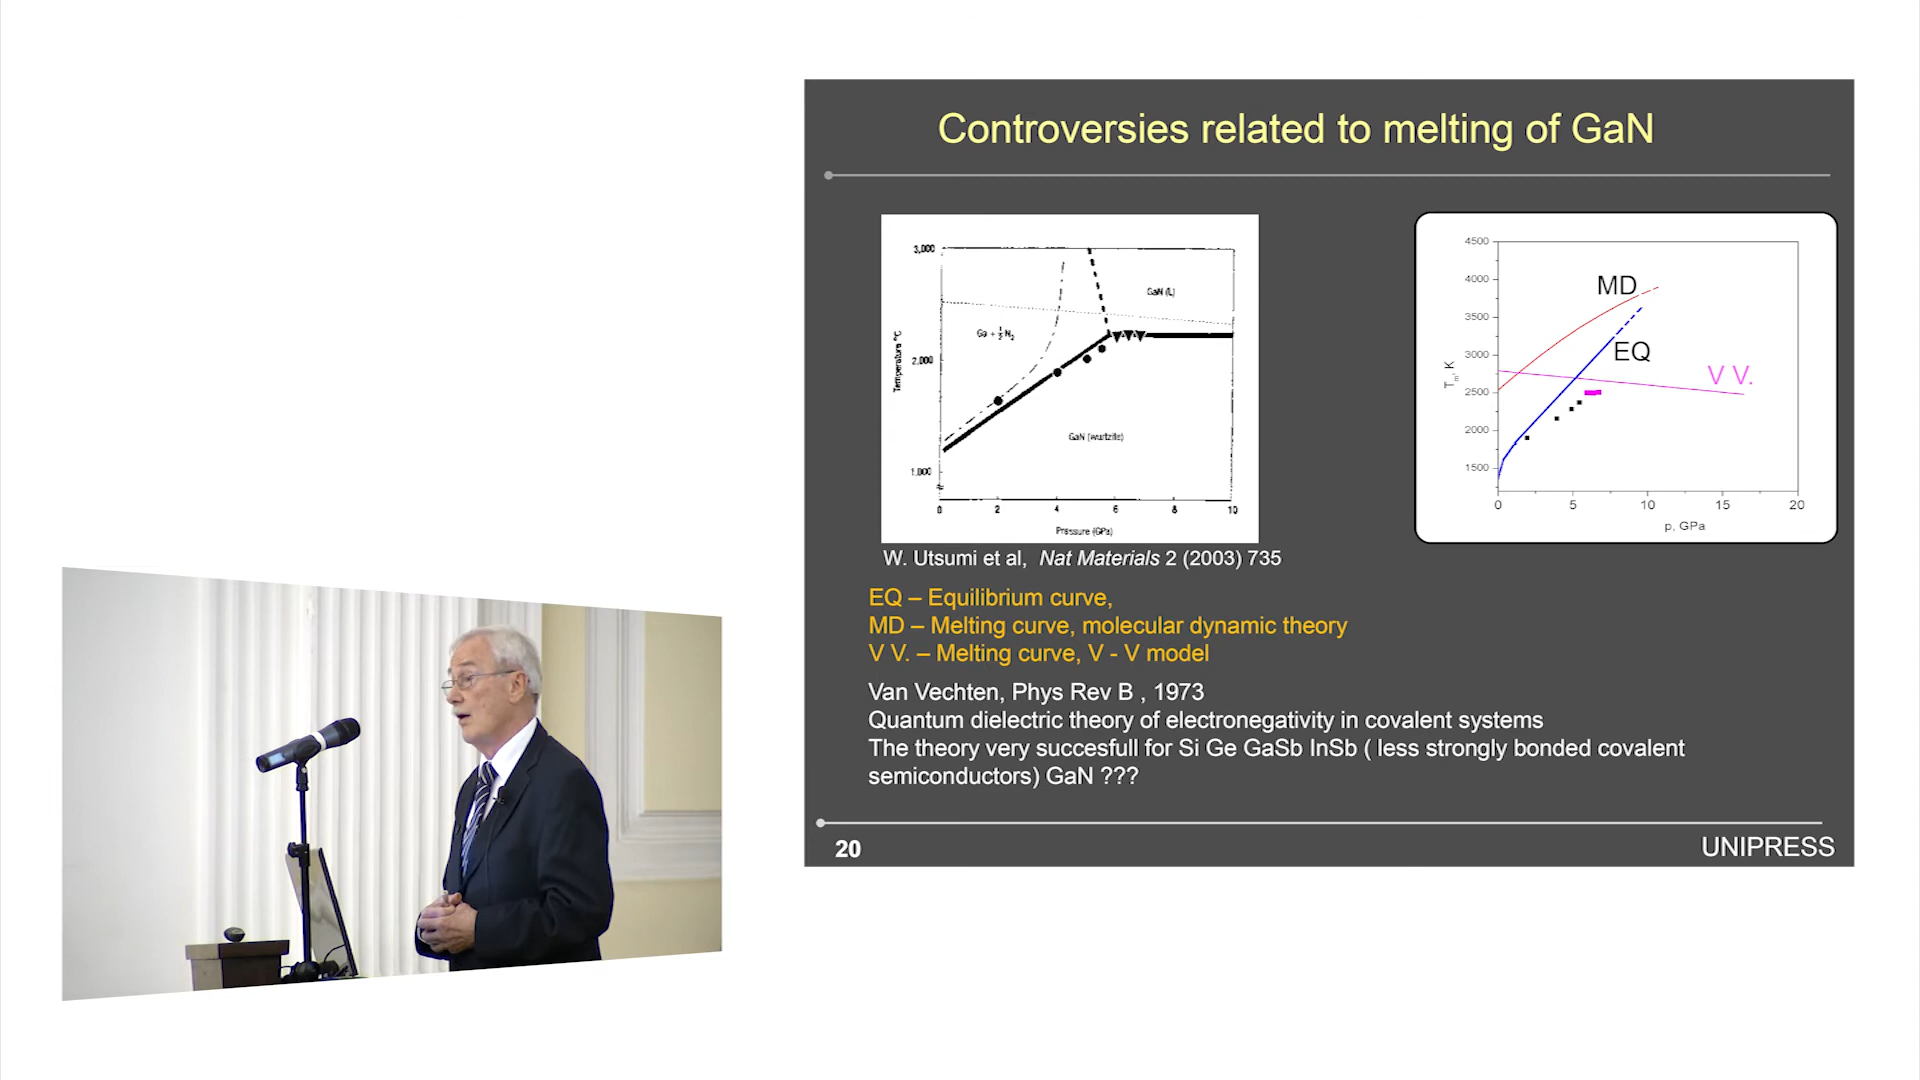 Controversies related to melting of GaN
3,000
2,000
1,000
Temperature °C
Ga + ½ N₂
GaN (L)
GaN (wurtzite)
0 2 4 6 8 10
Pressure (GPa)
4500
4000
3500
3000
2500
2000
1500
Tm, K
MD
EQ
V V.
0 5 10 15 20
p, GPa
W. Utsumi et al, Nat Materials 2 (2003) 735
EQ – Equilibrium curve,
MD – Melting curve, molecular dynamic theory
V V. – Melting curve, V - V model
Van Vechten, Phys Rev B , 1973
Quantum dielectric theory of electronegativity in covalent systems
The theory very succesfull for Si Ge GaSb InSb ( less strongly bonded covalent
semiconductors) GaN ???
20
UNIPRESS